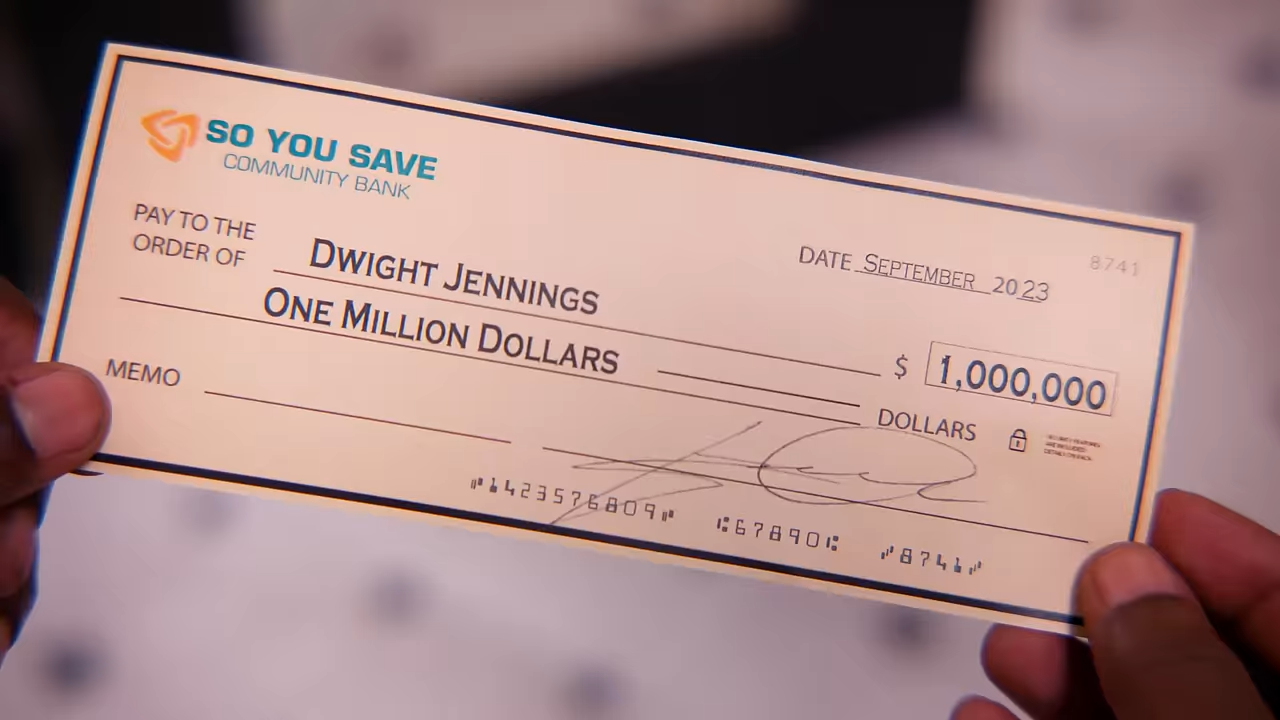 SO YOU SAVE
COMMUNITY BANK
8741
DATE SEPTEMBER 2023
PAY TO THE
ORDER OF
DWIGHT JENNINGS
$ 1,000,000
ONE MILLION DOLLARS
DOLLARS
MEMO
⑈1423576809⑈ ⑆67890⑆ ⑈8741⑈